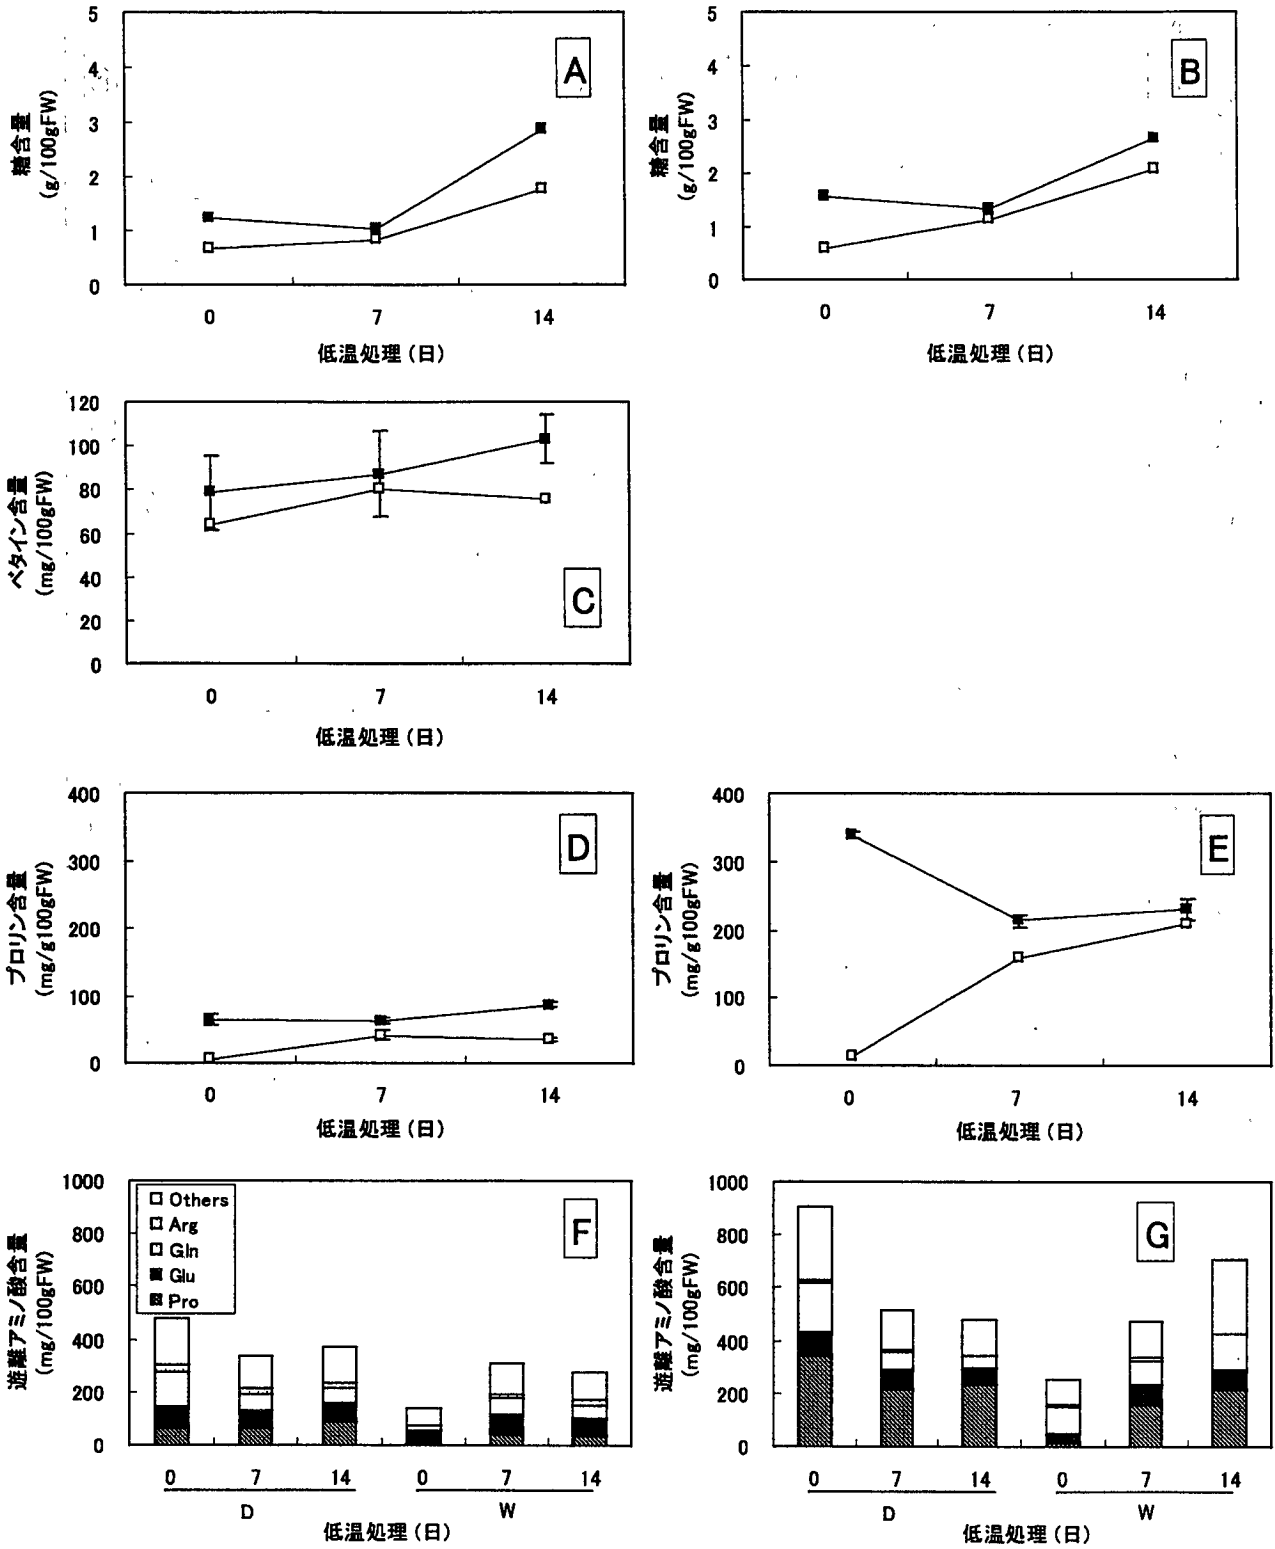 5
4
3
2
1
0
糖含量
(g/100gFW)
A
0 7 14
低温処理(日)
5
4
3
2
1
0
糖含量
(g/100gFW)
B
0 7 14
低温処理(日)
120
100
80
60
40
20
0
ベタイン含量
(mg/100gFW)
C
0 7 14
低温処理(日)
400
300
200
100
0
プロリン含量
(mg/g100gFW)
D
0 7 14
低温処理(日)
400
300
200
100
0
プロリン含量
(mg/g100gFW)
E
0 7 14
低温処理(日)
1000
800
600
400
200
0
遊離アミノ酸含量
(mg/100gFW)
Others
Arg
Gln
Glu
Pro
F
0 7 14 0 7 14
D W
低温処理(日)
1000
800
600
400
200
0
遊離アミノ酸含量
(mg/100gFW)
G
0 7 14 0 7 14
D W
低温処理(日)